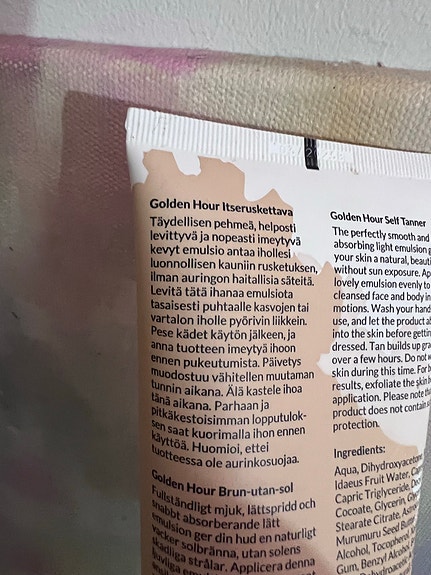 Golden Hour Itseruskettava
Täydellisen pehmeä, helposti
levittyvä ja nopeasti imeytyvä
kevyt emulsio antaa ihollesi
luonnollisen kauniin rusketuksen,
ilman auringon haitallisia säteitä.
Levitä tätä ihanaa emulsiota
tasaisesti puhtaalle kasvojen tai
vartalon iholle pyörivin liikkein.
Pese kädet käytön jälkeen, ja
anna tuotteen imeytyä ihoon
ennen pukeutumista. Päivetys
muodostuu vähitellen muutaman
tunnin aikana. Älä kastele ihoa
tänä aikana. Parhaan ja
pitkäkestoisimman lopputulok-
sen saat kuorimalla ihon ennen
käyttöä. Huomioi, ettei
tuotteessa ole aurinkosuojaa.
Golden Hour Brun-utan-sol
Fullständligt mjuk, lättspridd och
snabbt absorberande lätt
emulsion ger din hud en naturligt
vacker solbränna, utan solens
skadliga strålar. Applicera denna
Golden Hour Self Tanner
The perfectly smooth and
absorbing light emulsion g
your skin a natural, beauti
without sun exposure. Ap
lovely emulsion evenly to
cleansed face and body in
motions. Wash your hand
use, and let the product a
into the skin before gettin
dressed. Tan builds up gra
over a few hours. Do not w
skin during this time. For b
results, exfoliate the skin b
application. Please note tha
product does not contain s
protection.
Ingredients:
Aqua, Dihydroxyaceton
Idaeus Fruit Water, Cap
Capric Triglyceride, Dec
Cocoate, Glycerin, Gly
Stearate Citrate, Astro
Murumuru Seed Butter
Alcohol, Tocopherol,
Gum, Benzyl Alcohol,